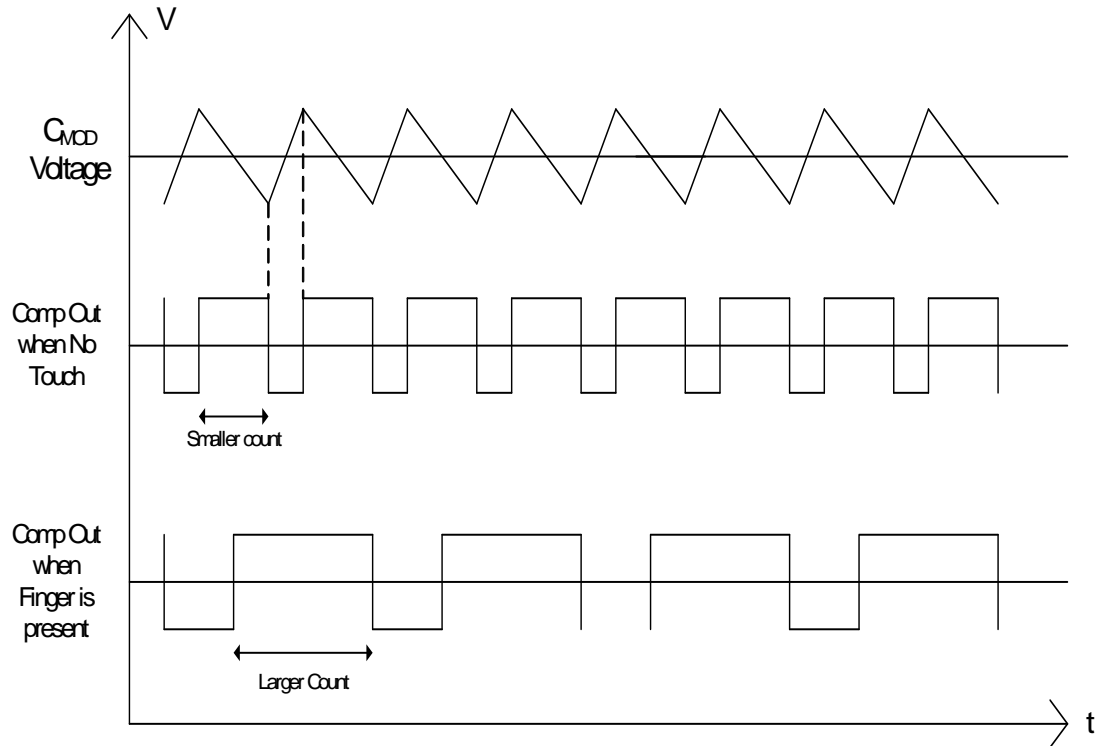 V
CMOD
Voltage
Comp Out
when No
Touch
Smaller count
Comp Out
when
Finger is
present
Larger Count
t